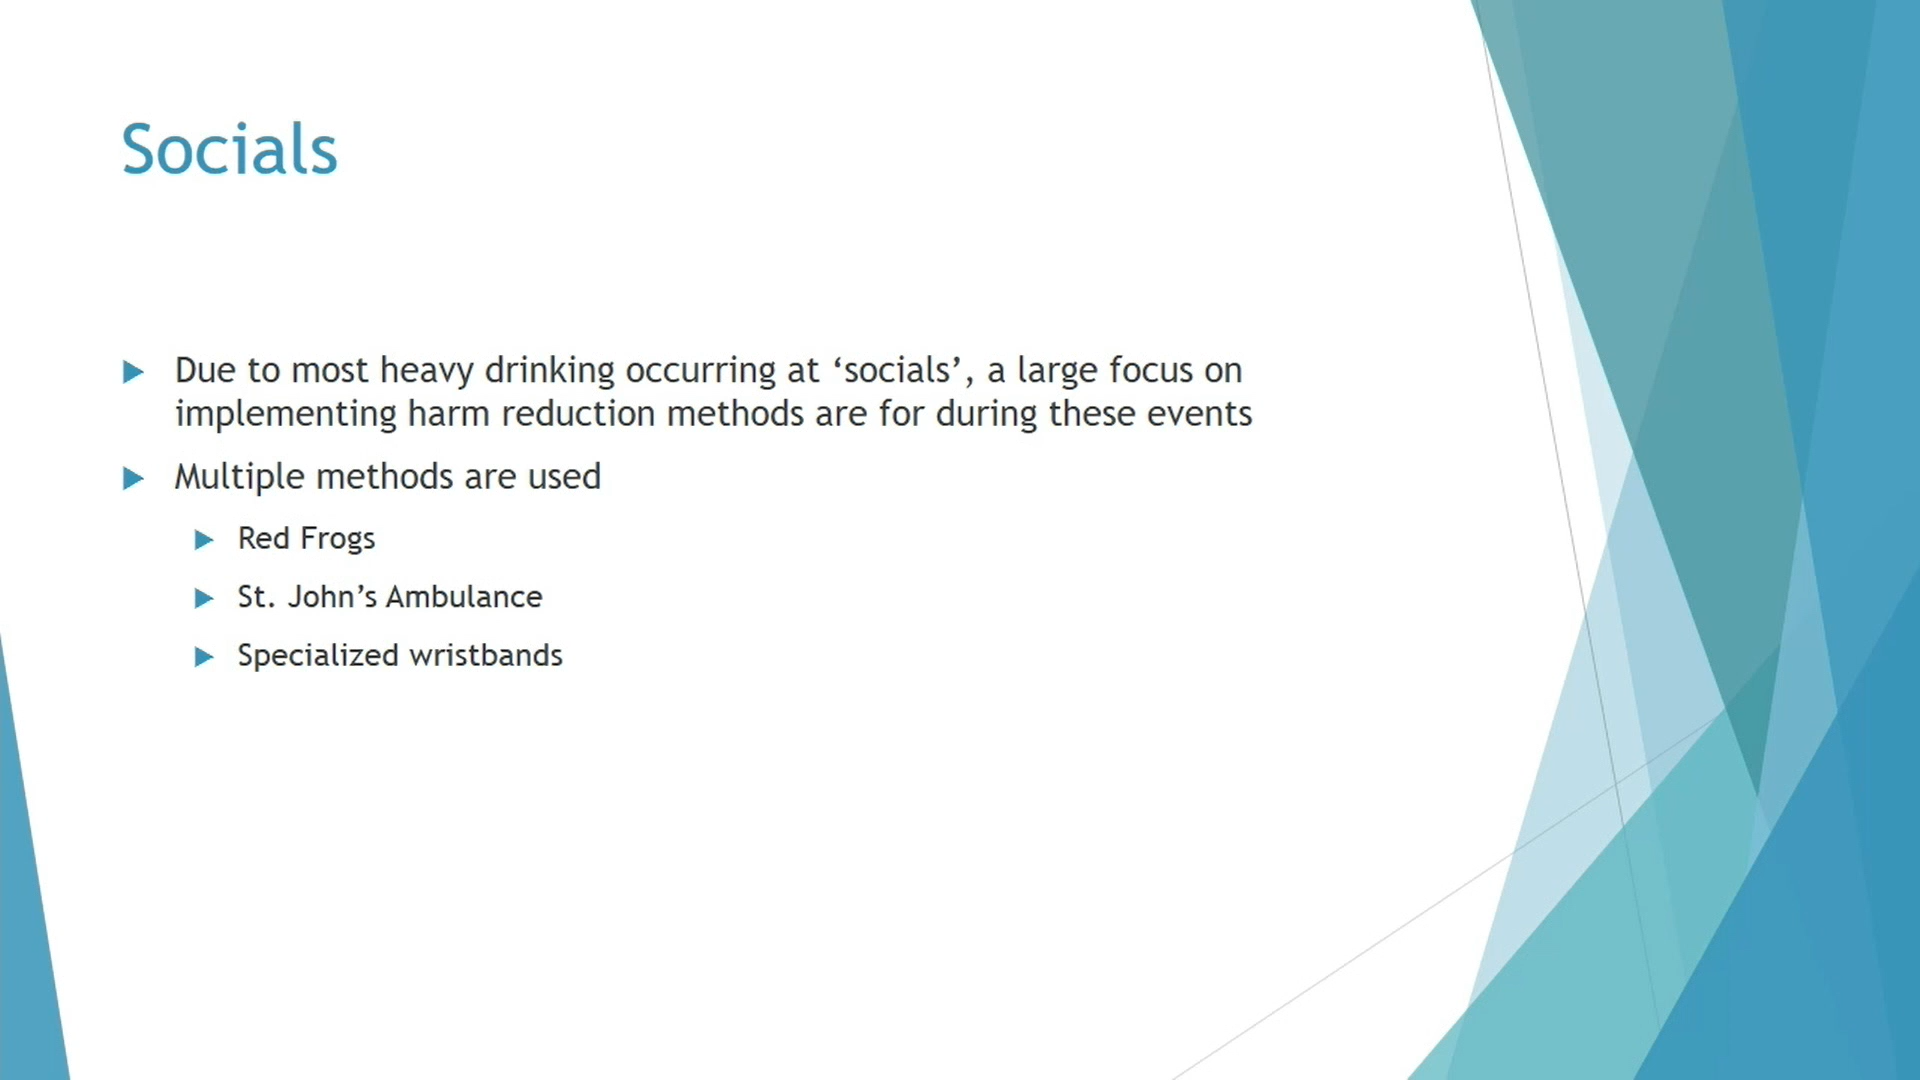 Socials
Due to most heavy drinking occurring at ‘socials’, a large focus on
implementing harm reduction methods are for during these events
Multiple methods are used
Red Frogs
St. John’s Ambulance
Specialized wristbands